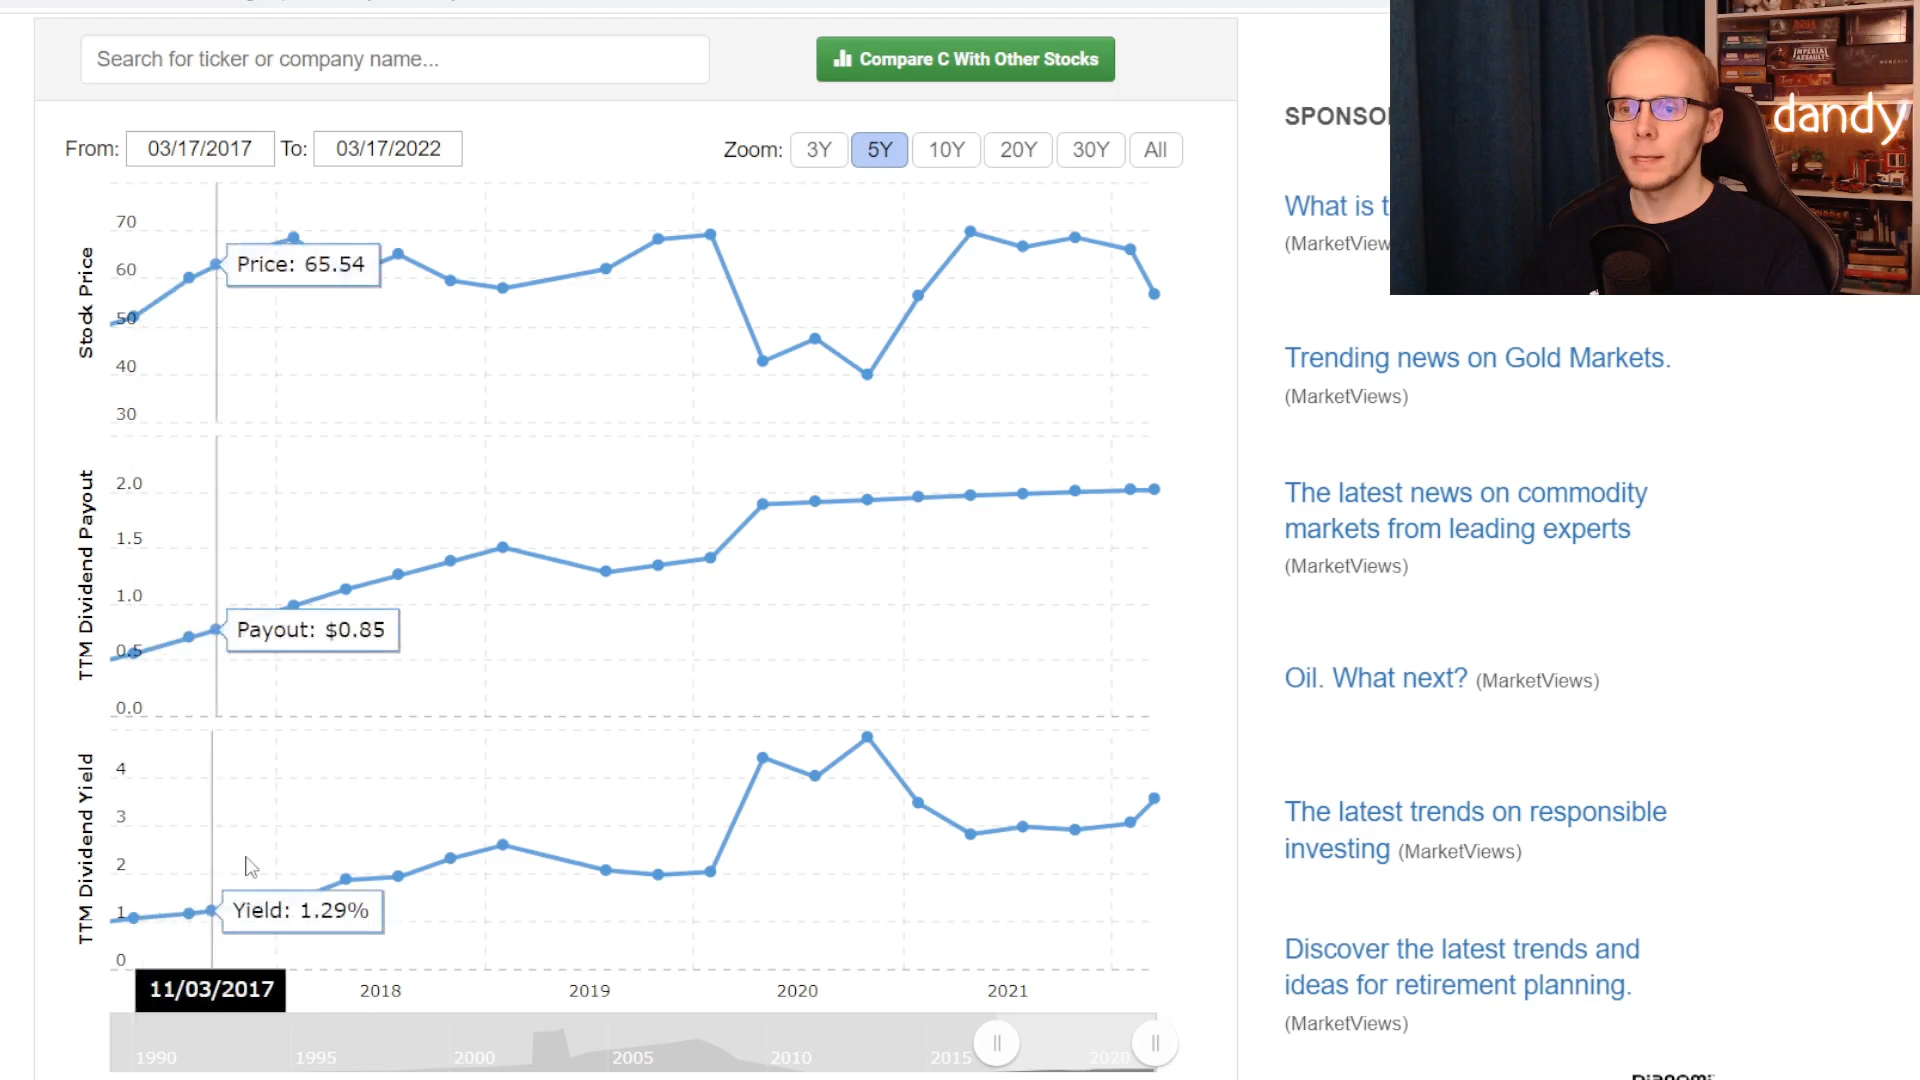 Search for ticker or company name...
Compare C With Other Stocks
From: 03/17/2017 To: 03/17/2022
Zoom: 3Y 5Y 10Y 20Y 30Y All
Stock Price
70
60
50
40
30
Price: 65.54
TTM Dividend Payout
2.0
1.5
1.0
0.5
0.0
Payout: $0.85
TTM Dividend Yield
4
3
2
1
0
Yield: 1.29%
11/03/2017
2018
2019
2020
2021
1990
1995
2000
2005
2010
2015
2020
What is t
(MarketView
Trending news on Gold Markets.
(MarketViews)
The latest news on commodity
markets from leading experts
(MarketViews)
Oil. What next? (MarketViews)
The latest trends on responsible
investing (MarketViews)
Discover the latest trends and
ideas for retirement planning.
(MarketViews)
dandy
IMPERIAL
ASSAULT